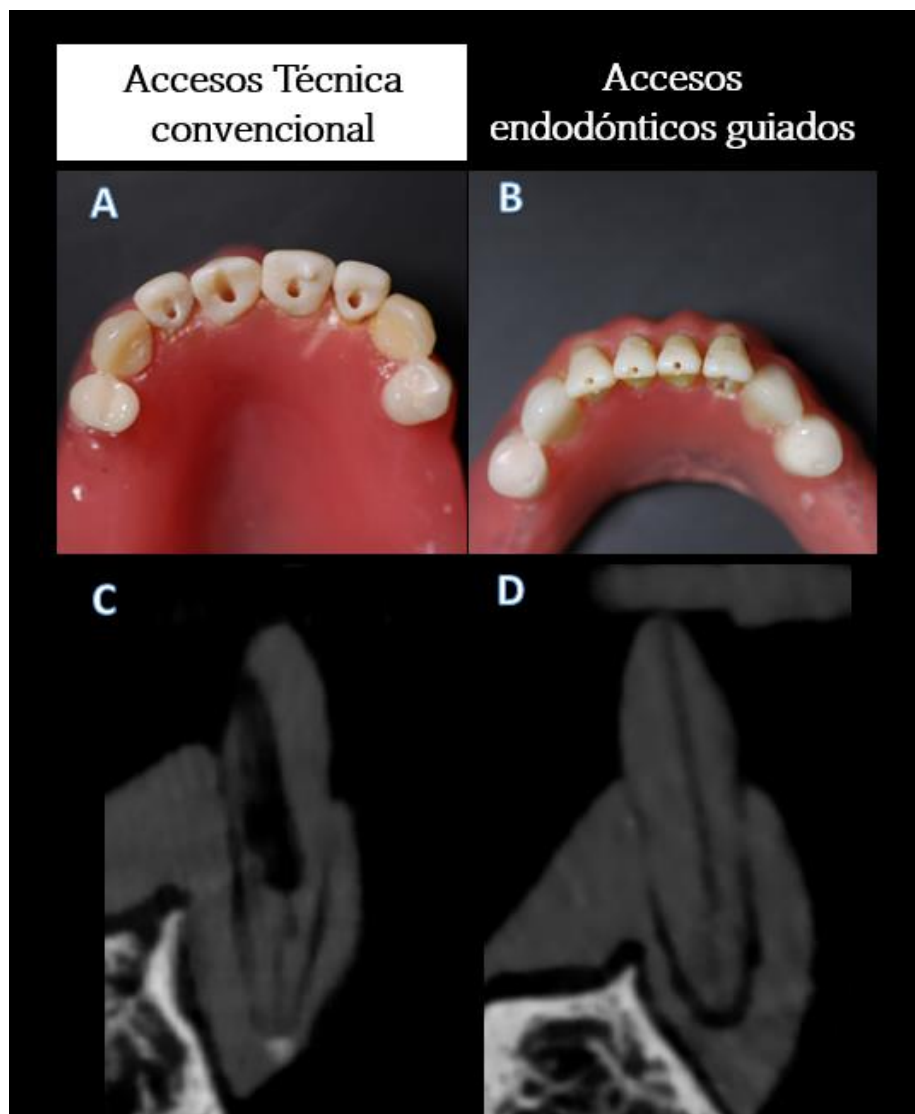 Accesos Técnica
convencional
Accesos
endodónticos guiados
A
B
C
D